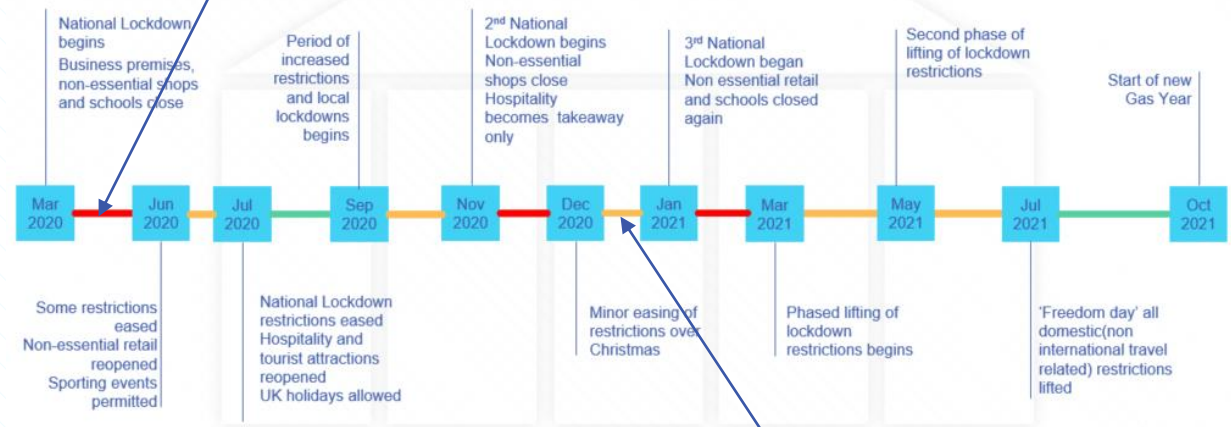 National Lockdown
begins
Business premises,
non-essential shops
and schools close
Period of
increased
restrictions
and local
lockdowns
begins
2nd National
Lockdown begins
Non-essential
shops close
Hospitality
becomes takeaway
only
3rd National
Lockdown began
Non essential retail
and schools closed
again
Second phase of
lifting of lockdown
restrictions
Start of new
Gas Year
Mar
2020
Jun
2020
Jul
2020
Sep
2020
Nov
2020
Dec
2020
Jan
2021
Mar
2021
May
2021
Jul
2021
Oct
2021
Some restrictions
eased
Non-essential retail
reopened
Sporting events
permitted
National Lockdown
restrictions eased
Hospitality and
tourist attractions
reopened
UK holidays allowed
Minor easing of
restrictions over
Christmas
Phased lifting of
lockdown
restrictions begins
'Freedom day' all
domestic(non
international travel
related) restrictions
lifted